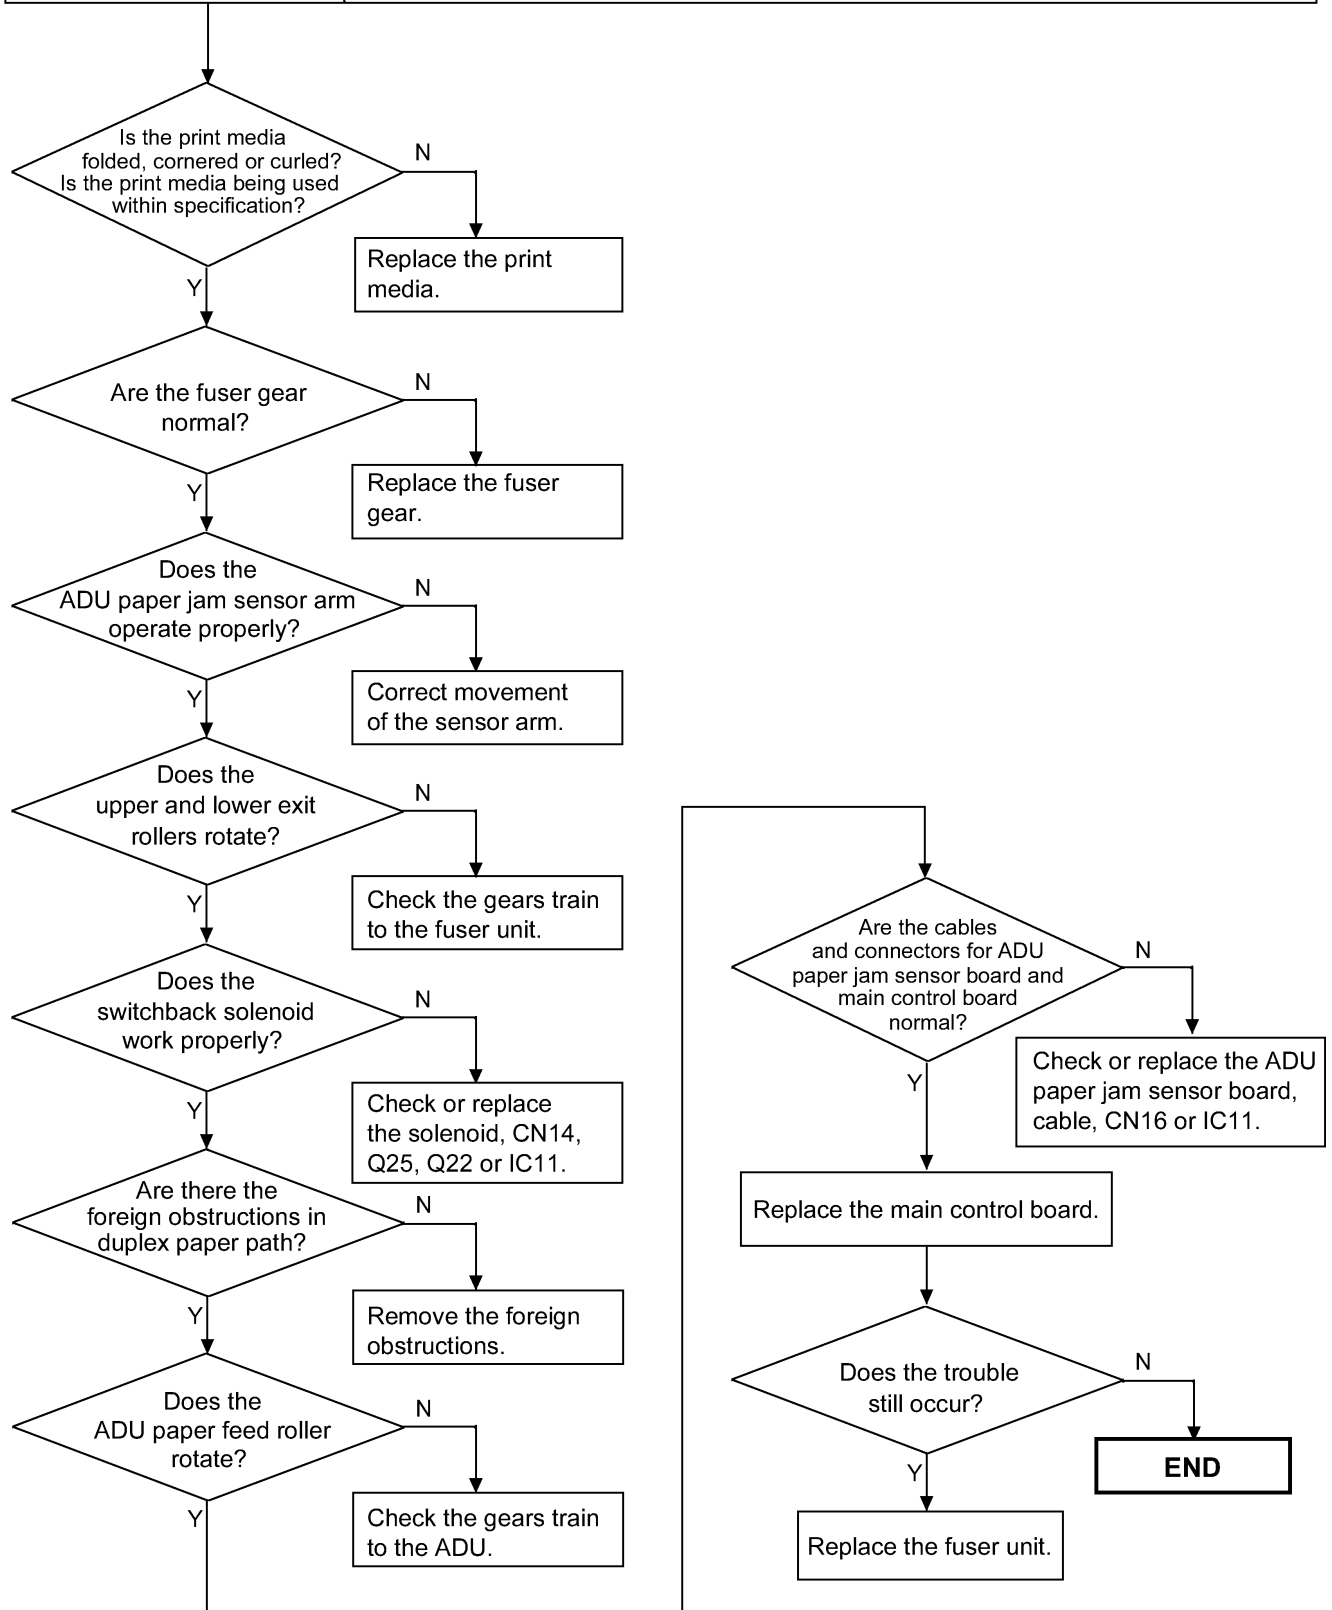 Is the print media
folded, cornered or curled?
Is the print media being used
within specification?
N
Replace the print
media.
Y
Are the fuser gear
normal?
N
Replace the fuser
gear.
Y
Does the
ADU paper jam sensor arm
operate properly?
N
Correct movement
of the sensor arm.
Y
Does the
upper and lower exit
rollers rotate?
N
Check the gears train
to the fuser unit.
Y
Does the
switchback solenoid
work properly?
N
Check or replace
the solenoid, CN14,
Q25, Q22 or IC11.
Y
Are there the
foreign obstructions in
duplex paper path?
N
Remove the foreign
obstructions.
Y
Does the
ADU paper feed roller
rotate?
N
Check the gears train
to the ADU.
Y
Are the cables
and connectors for ADU
paper jam sensor board and
main control board
normal?
N
Check or replace the ADU
paper jam sensor board,
cable, CN16 or IC11.
Y
Replace the main control board.
Does the trouble
still occur?
N
END
Y
Replace the fuser unit.